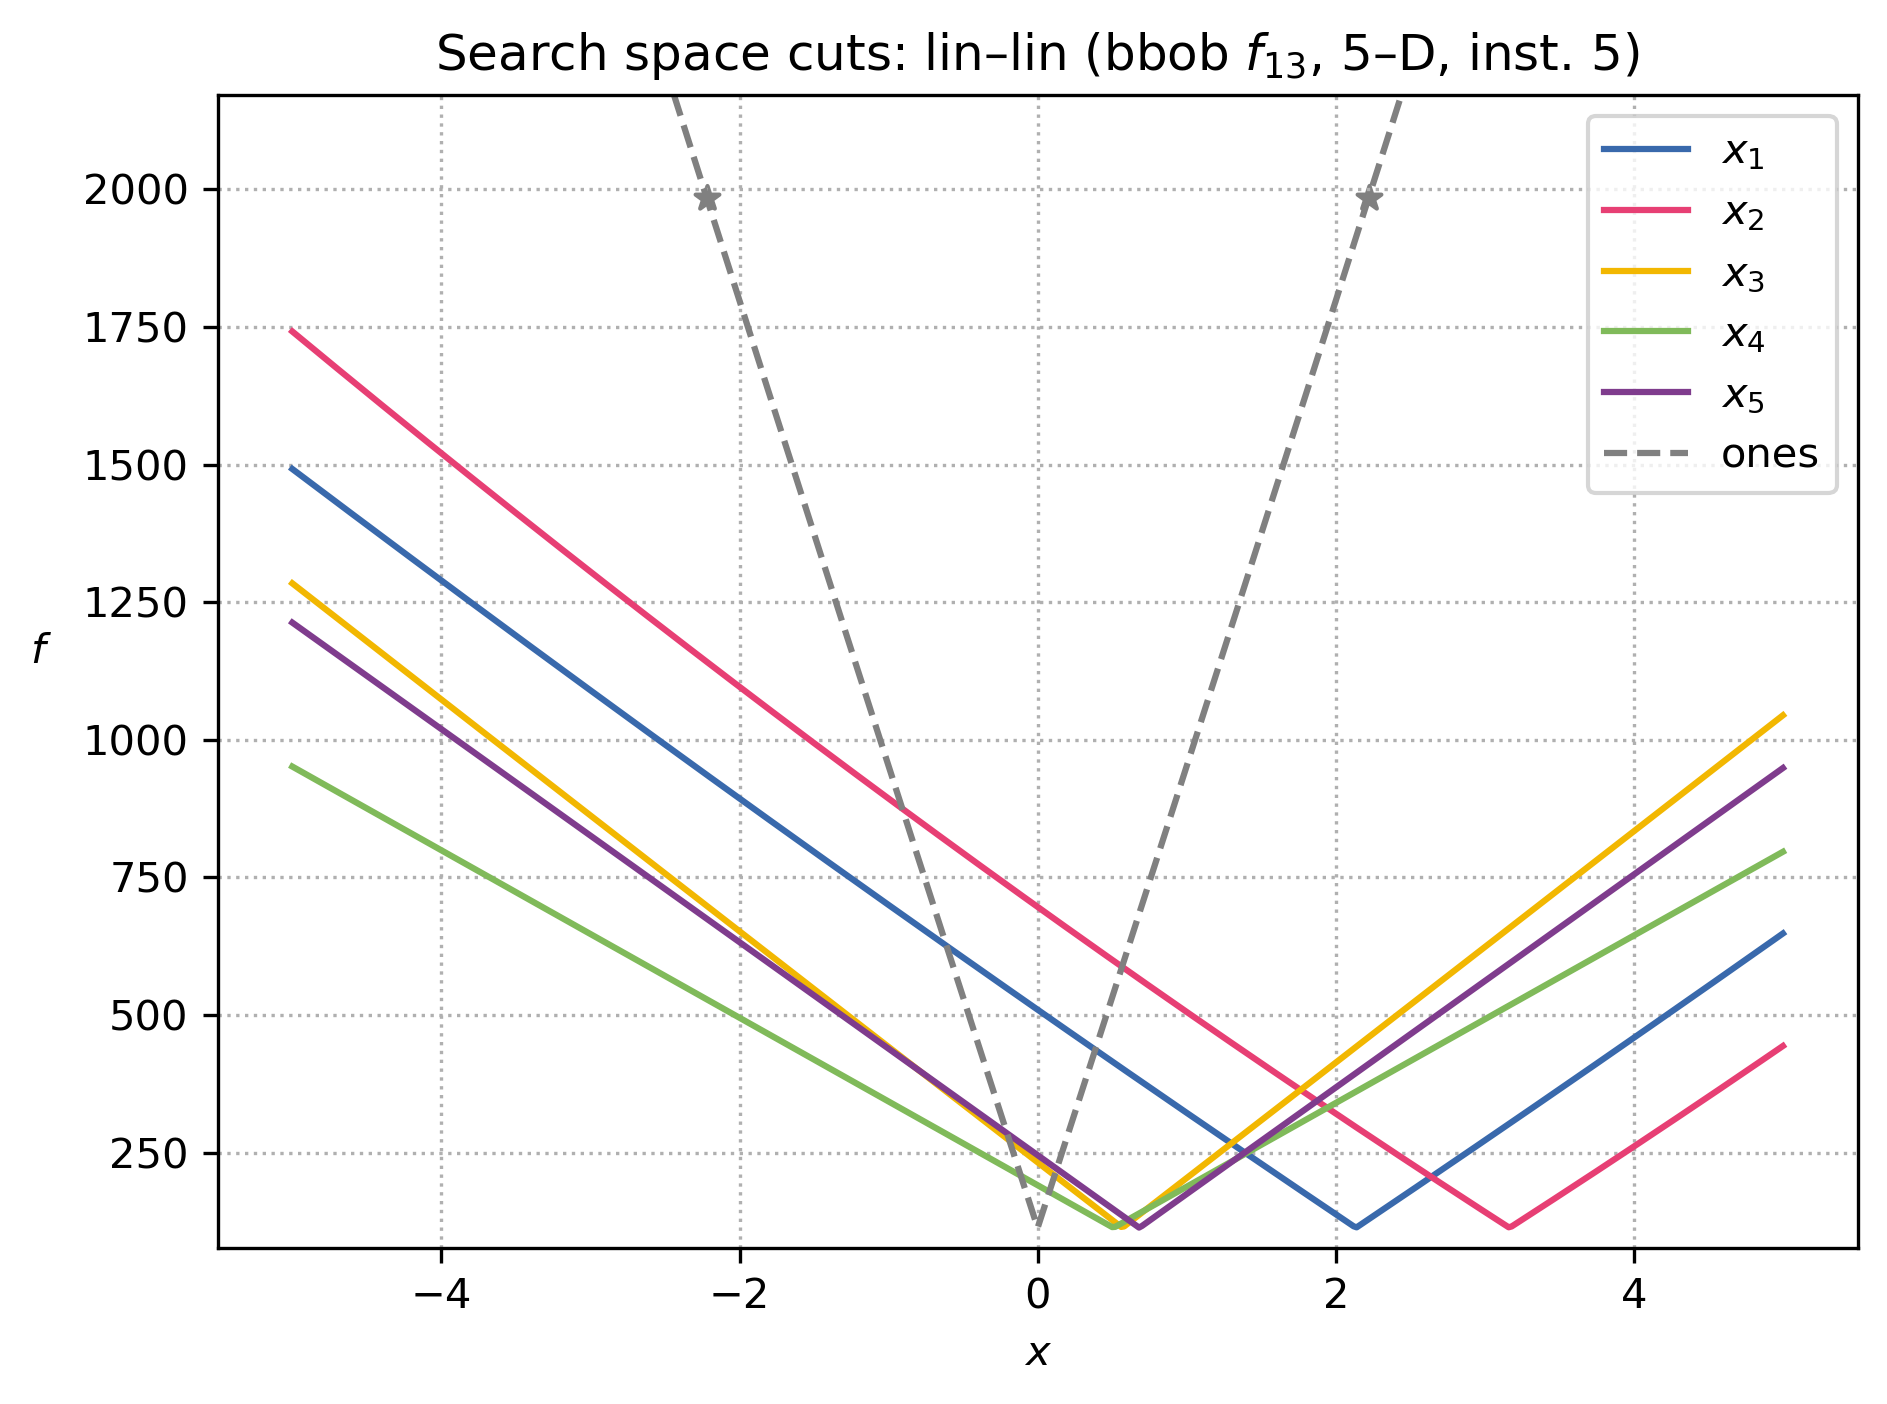 Search space cuts: lin–lin (bbob f13, 5–D, inst. 5)
2000
1750
1500
1250
1000
750
500
250
f
−4
−2
0
2
4
x
x1
x2
x3
x4
x5
ones